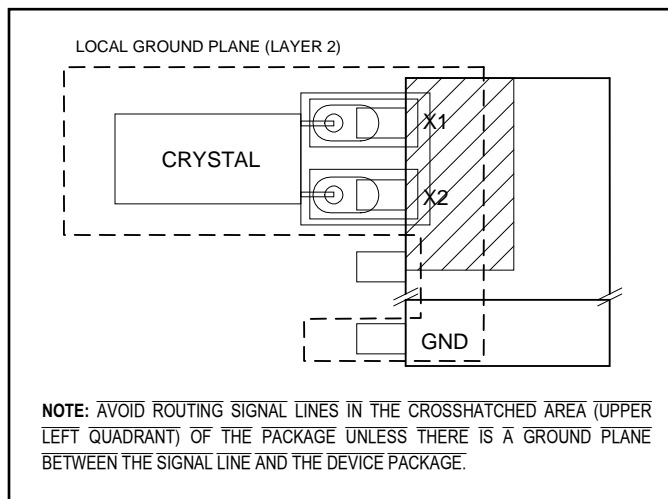 LOCAL GROUND PLANE (LAYER 2)
X1
CRYSTAL
X2
GND
NOTE: AVOID ROUTING SIGNAL LINES IN THE CROSSHATCHED AREA (UPPER
LEFT QUADRANT) OF THE PACKAGE UNLESS THERE IS A GROUND PLANE
BETWEEN THE SIGNAL LINE AND THE DEVICE PACKAGE.